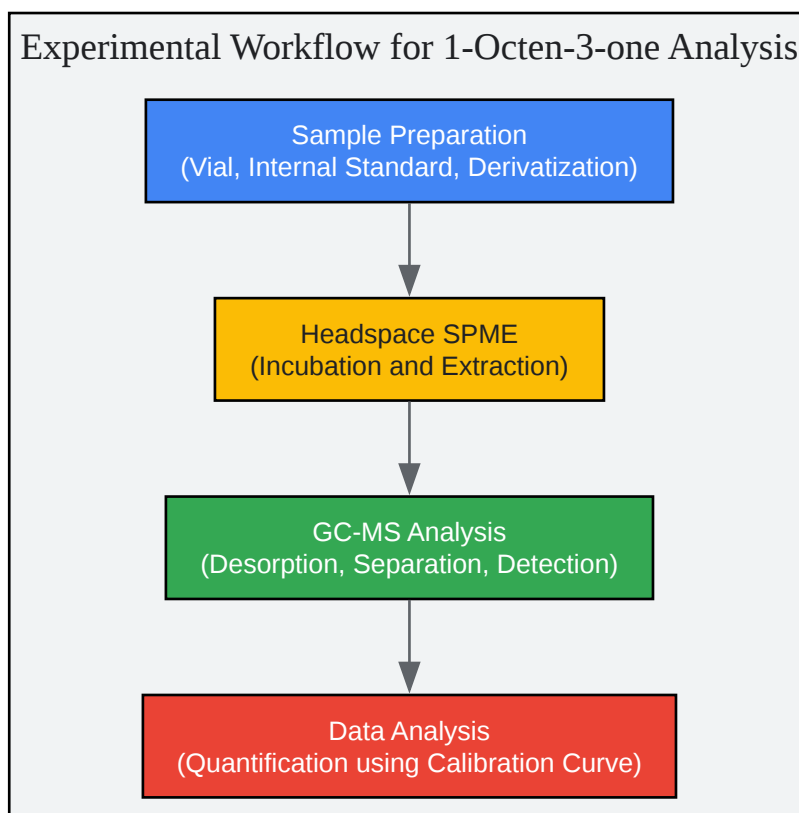 Experimental Workflow for 1-Octen-3-one Analysis
Sample Preparation
(Vial, Internal Standard, Derivatization)
Headspace SPME
(Incubation and Extraction)
GC-MS Analysis
(Desorption, Separation, Detection)
Data Analysis
(Quantification using Calibration Curve)